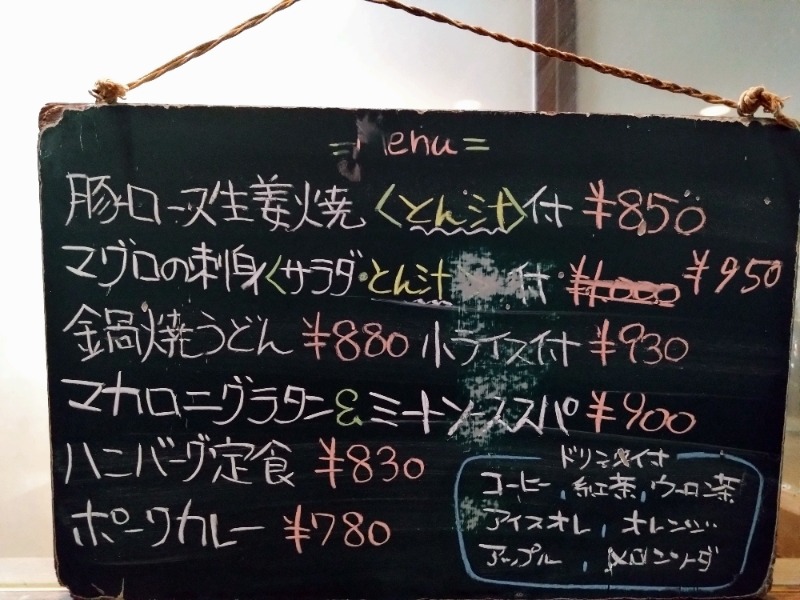 =Menu=
豚ロース生姜焼〈とん汁〉付 ¥850
マグロの刺身〈サラダ・とん汁 付 ¥1,000 ¥950
金鍋焼うどん ¥880 小ライス付 ¥930
マカロニグラタン&ミートソーススパ ¥900
ハンバーグ定食 ¥830
ポークカレー ¥780
ドリンク付
コーヒー、紅茶、ウーロン茶
アイスオレ、オレンジ
アップル、メロンソーダ